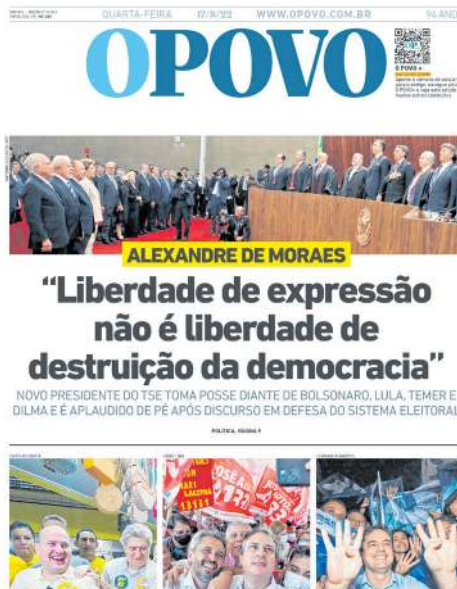 QUARTA-FEIRA 17/8/22 WWW.OPOVO.COM.BR 94 ANOS
OPOVO
O POVO +
ALEXANDRE DE MORAES
“Liberdade de expressão
não é liberdade de
destruição da democracia”
NOVO PRESIDENTE DO TSE TOMA POSSE DIANTE DE BOLSONARO, LULA, TEMER E
DILMA E É APLAUDIDO DE PÉ APÓS DISCURSO EM DEFESA DO SISTEMA ELEITORAL
POLÍTICA, PÁGINA 9
13131